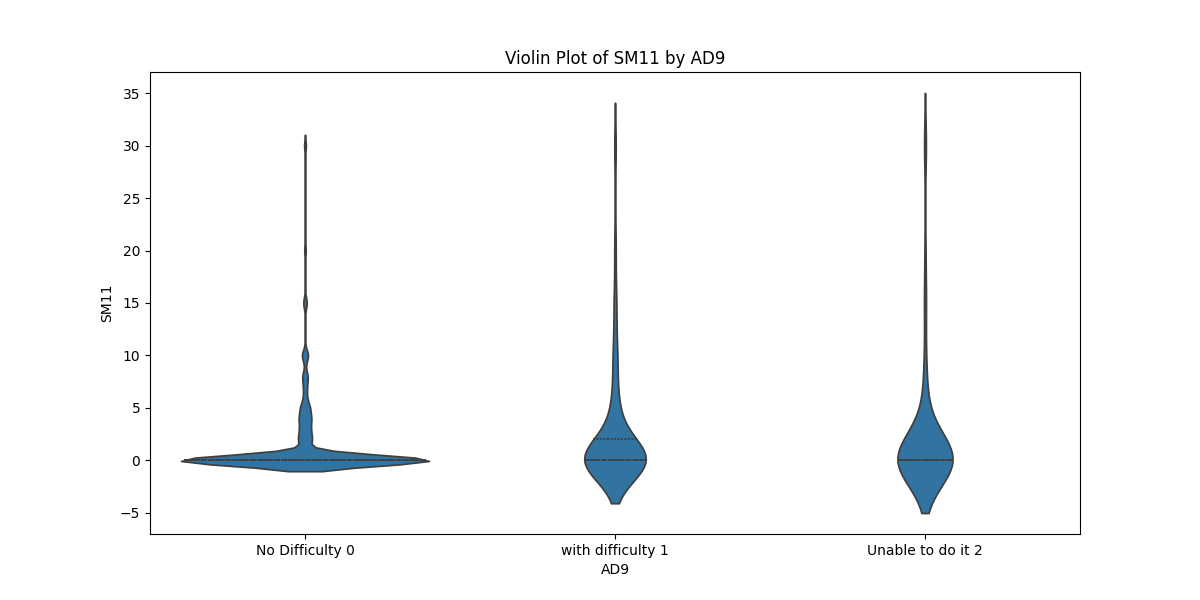 Violin Plot of SM11 by AD9
35
30
25
20
15
10
5
0
−5
SM11
No Difficulty 0
with difficulty 1
Unable to do it 2
AD9